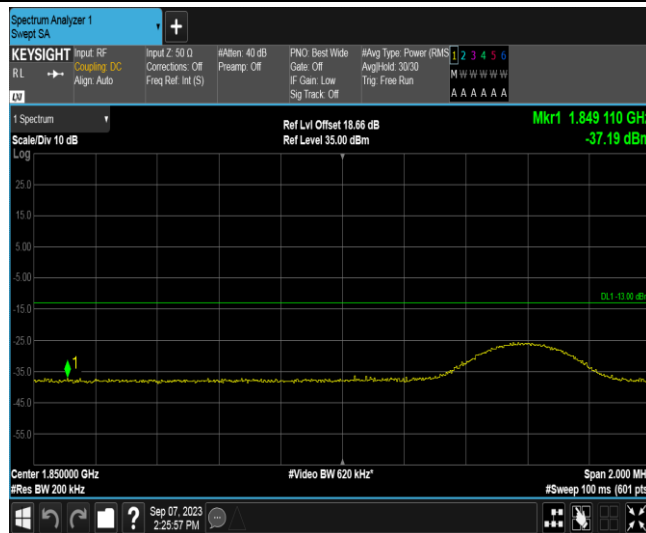 Spectrum Analyzer 1
Swept SA
+
KEYSIGHT
RL
Input: RF
Coupling: DC
Align: Auto
Input Z: 50 Ω
Corrections: Off
Freq Ref: Int (S)
#Atten: 40 dB
Preamp: Off
PNO: Best Wide
Gate: Off
IF Gain: Low
Sig Track: Off
#Avg Type: Power (RMS
Avg|Hold: 30/30
Trig: Free Run
1 2 3 4 5 6
M W W W W W
A A A A A A
1 Spectrum
Scale/Div 10 dB
Ref Lvl Offset 18.66 dB
Ref Level 35.00 dBm
Mkr1 1.849 110 GHz
-37.19 dBm
Log
25.0
15.0
5.00
-5.00
DL1 -13.00 dBm
-15.0
-25.0
1
-35.0
-45.0
-55.0
Center 1.850000 GHz
#Video BW 620 kHz*
Span 2.000 MH
#Res BW 200 kHz
#Sweep 100 ms (601 pts
?
Sep 07, 2023
2:25:57 PM